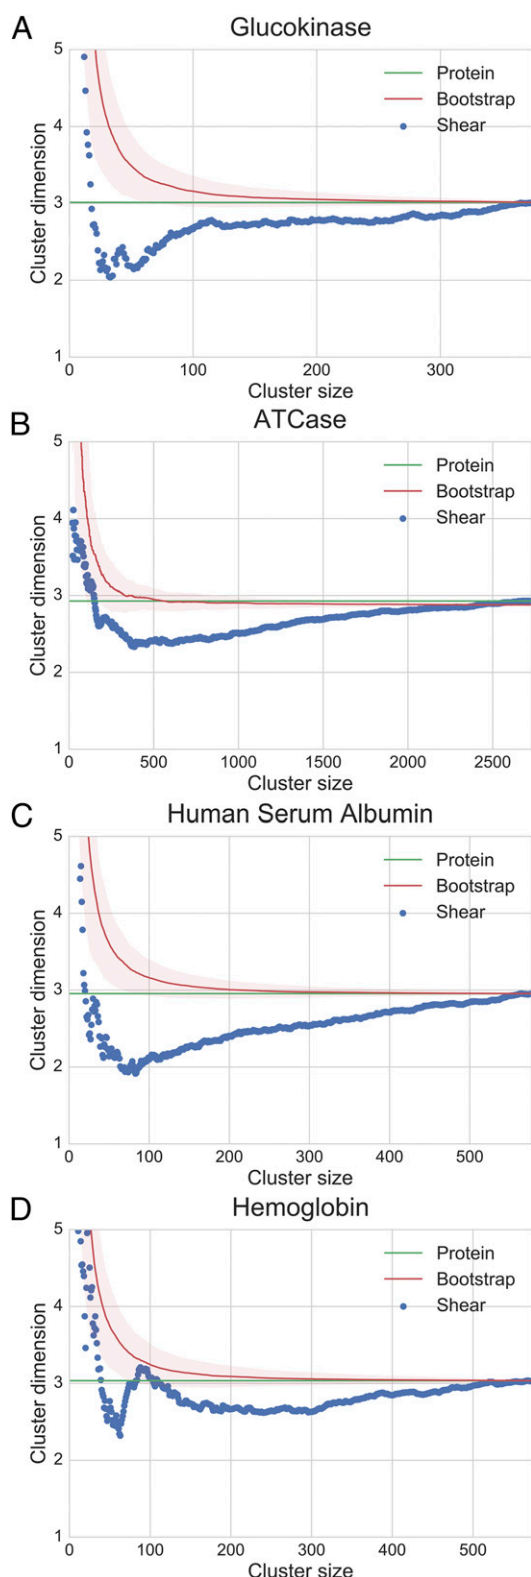 A
Glucokinase
5
4
3
2
1
Cluster dimension
Protein
Bootstrap
Shear
0
100
200
300
Cluster size
B
ATCase
5
4
3
2
1
Cluster dimension
Protein
Bootstrap
Shear
0
500
1000
1500
2000
2500
Cluster size
C
Human Serum Albumin
5
4
3
2
1
Cluster dimension
Protein
Bootstrap
Shear
0
100
200
300
400
500
Cluster size
D
Hemoglobin
5
4
3
2
1
Cluster dimension
Protein
Bootstrap
Shear
0
100
200
300
400
500
Cluster size